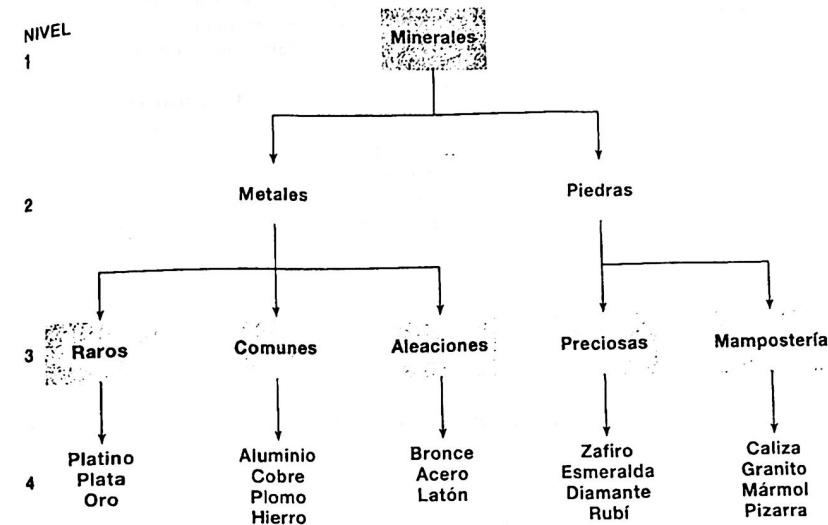 NIVEL
1
Minerales
2
Metales
Piedras
3
Raros
Comunes
Aleaciones
Preciosas
Mampostería
4
Platino
Plata
Oro
Aluminio
Cobre
Plomo
Hierro
Bronce
Acero
Latón
Zafiro
Esmeralda
Diamante
Rubí
Caliza
Granito
Mármol
Pizarra